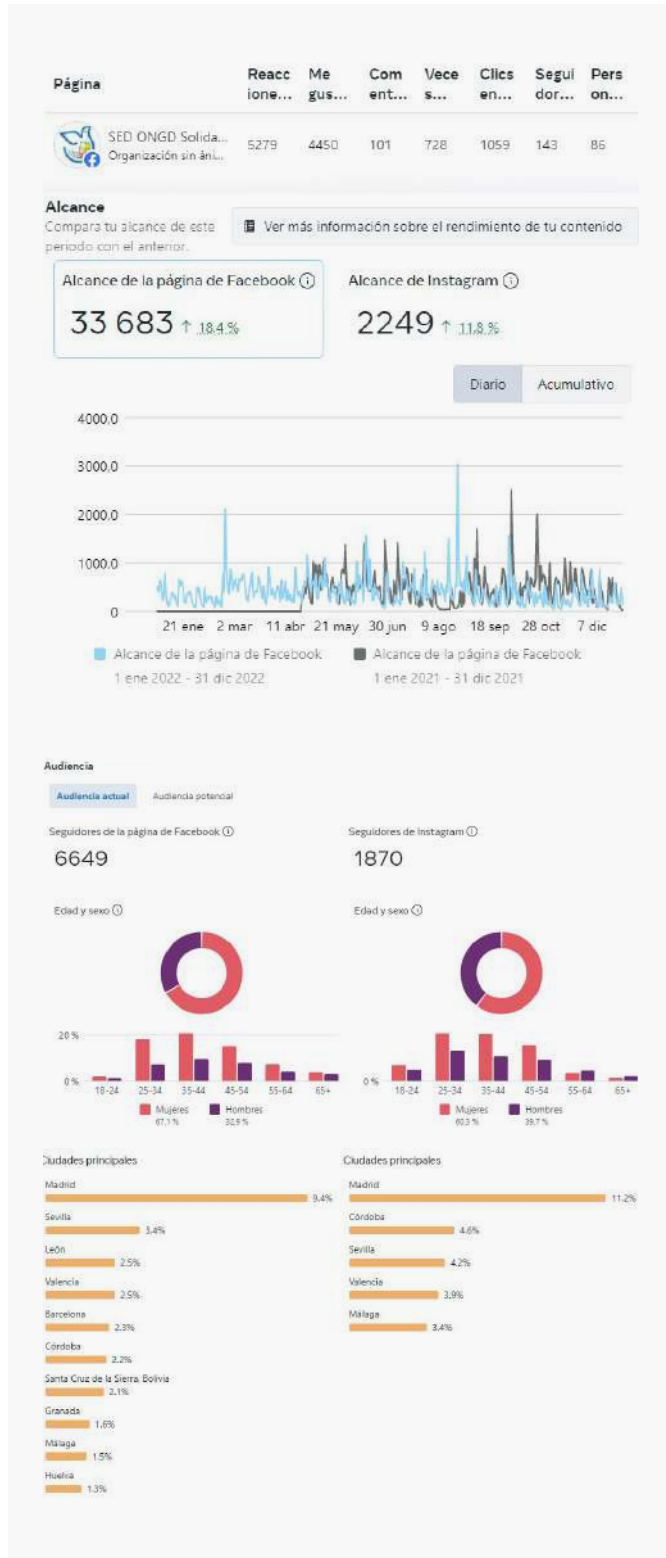 Página Reacc ione... Me gus... Com ent... Vece s... Clics en... Segui dor... Pers on...
SED ONGD Solida...
Organización sin áni...
5279 4450 101 728 1059 143 86
Alcance
Compara tu alcance de este
periodo con el anterior.
Ver más información sobre el rendimiento de tu contenido
Alcance de la página de Facebook
33 683 ↑ 18.4 %
Alcance de Instagram
2249 ↑ 11.8 %
Diario Acumulativo
4000,0
3000,0
2000,0
1000,0
0
21 ene 2 mar 11 abr 21 may 30 jun 9 ago 18 sep 28 oct 7 dic
Alcance de la página de Facebook
1 ene 2022 - 31 dic 2022
Alcance de la página de Facebook
1 ene 2021 - 31 dic 2021
Audiencia
Audiencia actual Audiencia potencial
Seguidores de la página de Facebook
6649
Seguidores de Instagram
1870
Edad y sexo
20 %
0 %
18-24 25-34 35-44 45-54 55-64 65+
Mujeres Hombres
67,1 % 32,9 %
Edad y sexo
0 %
18-24 25-34 35-44 45-54 55-64 65+
Mujeres Hombres
60,3 % 39,7 %
Ciudades principales
Madrid
9.4%
Sevilla
3.4%
León
2.5%
Valencia
2.5%
Barcelona
2.3%
Córdoba
2.2%
Santa Cruz de la Sierra, Bolivia
2.1%
Granada
1.6%
Málaga
1.5%
Huelva
1.3%
Ciudades principales
Madrid
11.2%
Córdoba
4.6%
Sevilla
4.2%
Valencia
3.9%
Málaga
3.4%